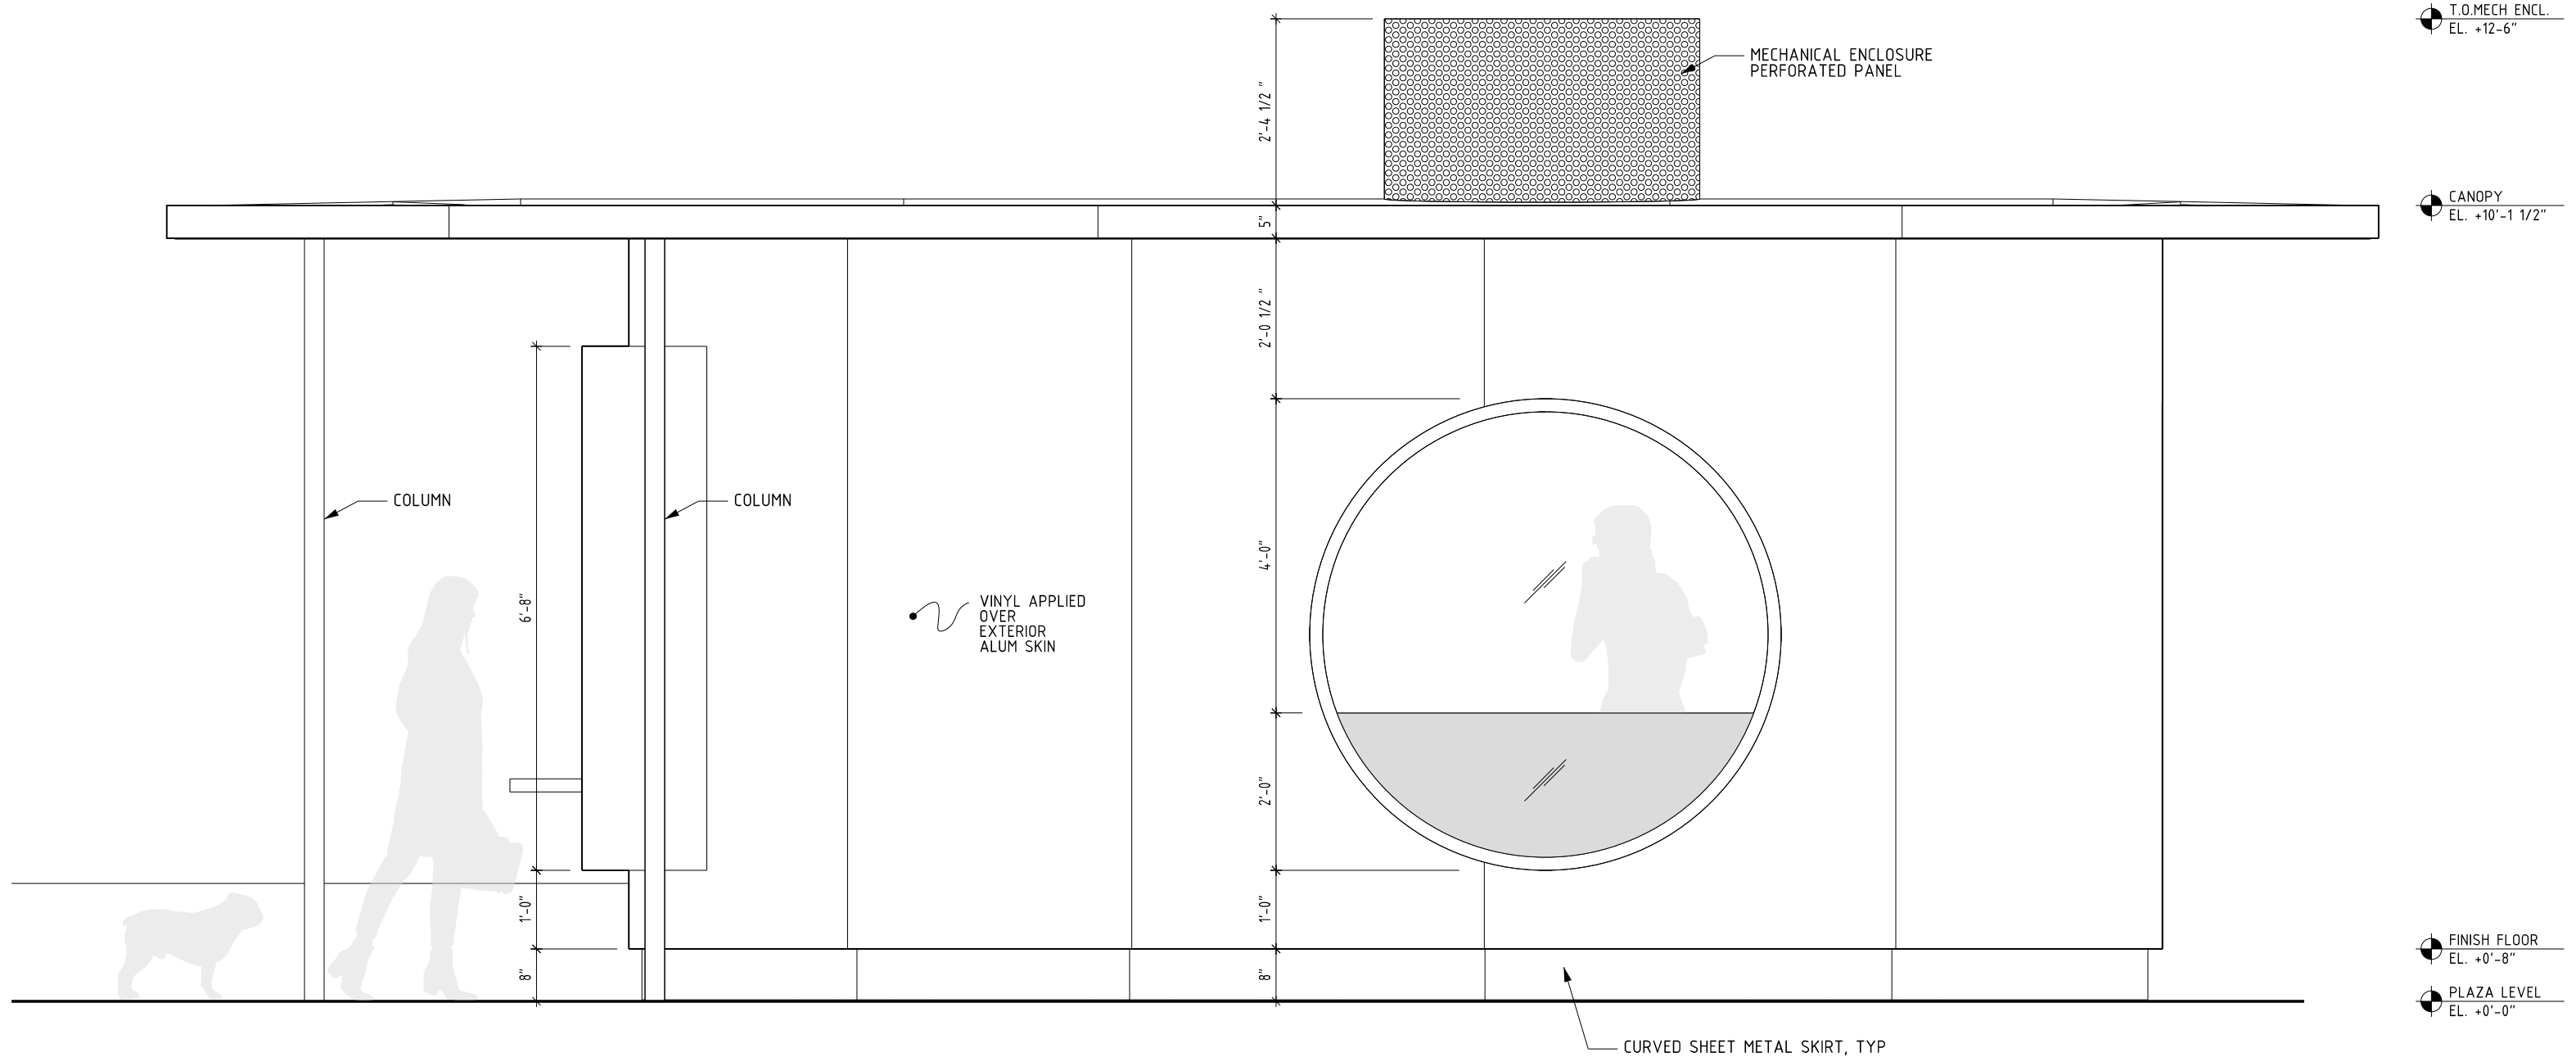 T.O.MECH ENCL.
EL. +12-6"
MECHANICAL ENCLOSURE
PERFORATED PANEL
2'-4 1/2 "
CANOPY
EL. +10'-1 1/2"
5"
2'-0 1/2 "
COLUMN
COLUMN
4'-0"
6'-8"
VINYL APPLIED
OVER
EXTERIOR
ALUM SKIN
2'-0"
1'-0"
1'-0"
FINISH FLOOR
EL. +0'-8"
8"
8"
PLAZA LEVEL
EL. +0'-0"
CURVED SHEET METAL SKIRT, TYP